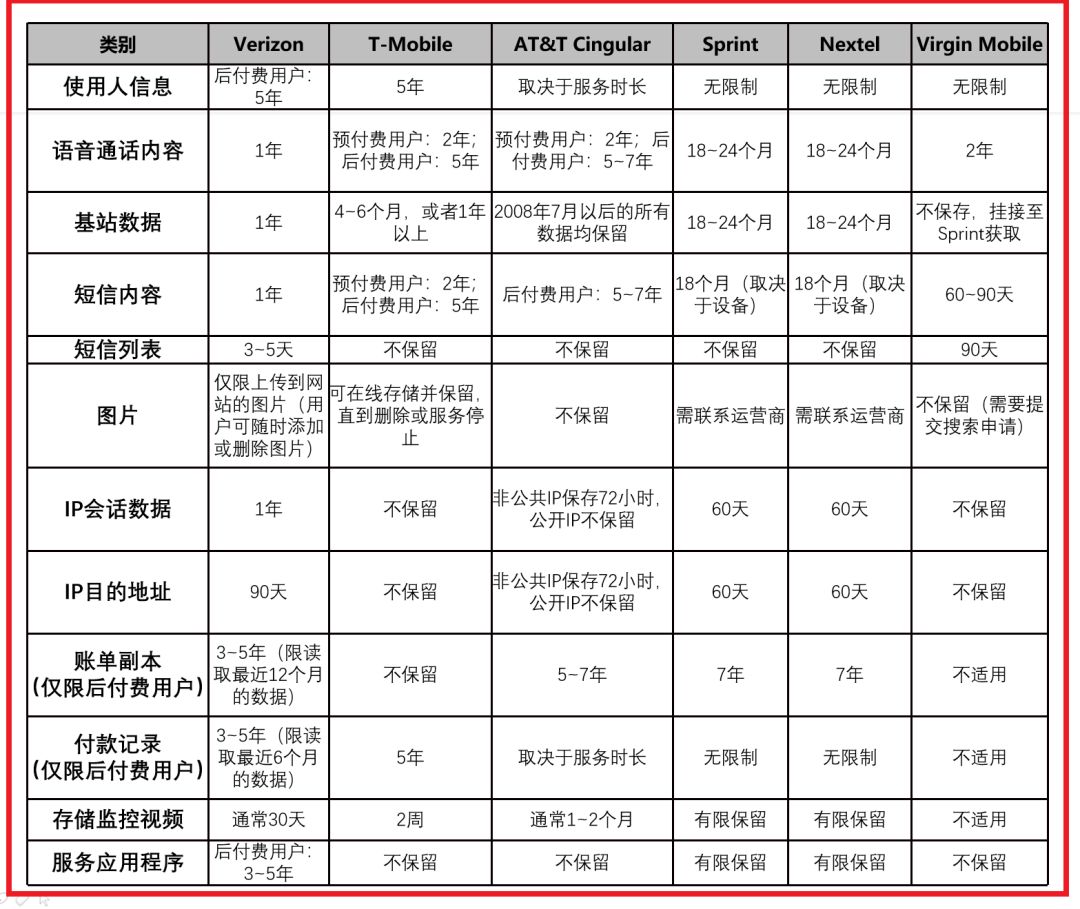 类别 Verizon T-Mobile AT&T Cingular Sprint Nextel Virgin Mobile
使用人信息 后付费用户： 5年 5年 取决于服务时长 无限制 无限制 无限制
语音通话内容 1年 预付费用户：2年； 后付费用户：5年 预付费用户：2年；后 付费用户：5~7年 18~24个月 18~24个月 2年
基站数据 1年 4~6个月，或者1年 以上 2008年7月以后的所有 数据均保留 18~24个月 18~24个月 不保存，挂接至 Sprint获取
短信内容 1年 预付费用户：2年； 后付费用户：5年 后付费用户：5~7年 18个月（取决 于设备） 18个月（取决 于设备） 60~90天
短信列表 3~5天 不保留 不保留 不保留 不保留 90天
图片 仅限上传到网 站的图片（用 户可随时添加 或删除图片） 可在线存储并保留， 直到删除或服务停 止 不保留 需联系运营商 需联系运营商 不保留（需要提 交搜索申请）
IP会话数据 1年 不保留 非公共IP保存72小时， 公开IP不保留 60天 60天 不保留
IP目的地址 90天 不保留 非公共IP保存72小时， 公开IP不保留 60天 60天 不保留
账单副本 (仅限后付费用户) 3~5年（限读 取最近12个月 的数据） 不保留 5~7年 7年 7年 不适用
付款记录 (仅限后付费用户) 3~5年（限读 取最近6个月 的数据） 5年 取决于服务时长 无限制 无限制 不适用
存储监控视频 通常30天 2周 通常1~2个月 有限保留 有限保留 不适用
服务应用程序 后付费用户： 3~5年 不保留 不保留 有限保留 有限保留 不保留